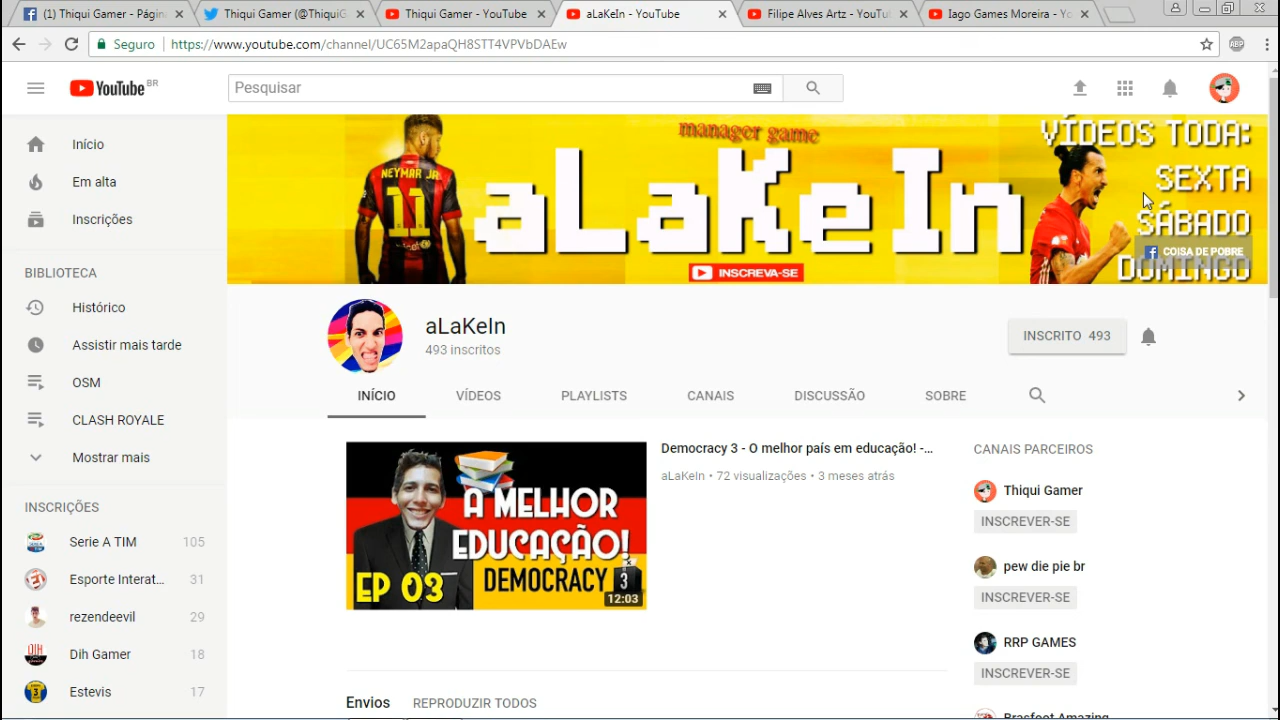 (1) Thiqui Gamer - Págin
Thiqui Gamer (@ThiquiG
Thiqui Gamer - YouTube
aLaKeIn - YouTube
Filipe Alves Artz - YouTu
Iago Games Moreira - Yo
Seguro
https://www.youtube.com/channel/UC65M2apaQH8STT4VPVbDAEw
ABP
YouTube BR
Pesquisar
Início
Em alta
Inscrições
BIBLIOTECA
Histórico
Assistir mais tarde
OSM
CLASH ROYALE
Mostrar mais
INSCRIÇÕES
Serie A TIM 105
Esporte Interat... 31
rezendeevil 29
Dih Gamer 18
Estevis 17
manager game
NEYMAR JR
11
aLaKeIn
INSCREVA-SE
VÍDEOS TODA:
SEXTA
SÁBADO
DOMINGO
COISA DE POBRE
aLaKeIn
493 inscritos
INSCRITO 493
INÍCIO
VÍDEOS
PLAYLISTS
CANAIS
DISCUSSÃO
SOBRE
A MELHOR
EDUCAÇÃO!
EP 03
DEMOCRACY 3
12:03
Democracy 3 - O melhor país em educação! -...
aLaKeIn • 72 visualizações • 3 meses atrás
CANAIS PARCEIROS
Thiqui Gamer
INSCREVER-SE
pew die pie br
INSCREVER-SE
RRP GAMES
INSCREVER-SE
Brasfoot Amazing
Envios
REPRODUZIR TODOS